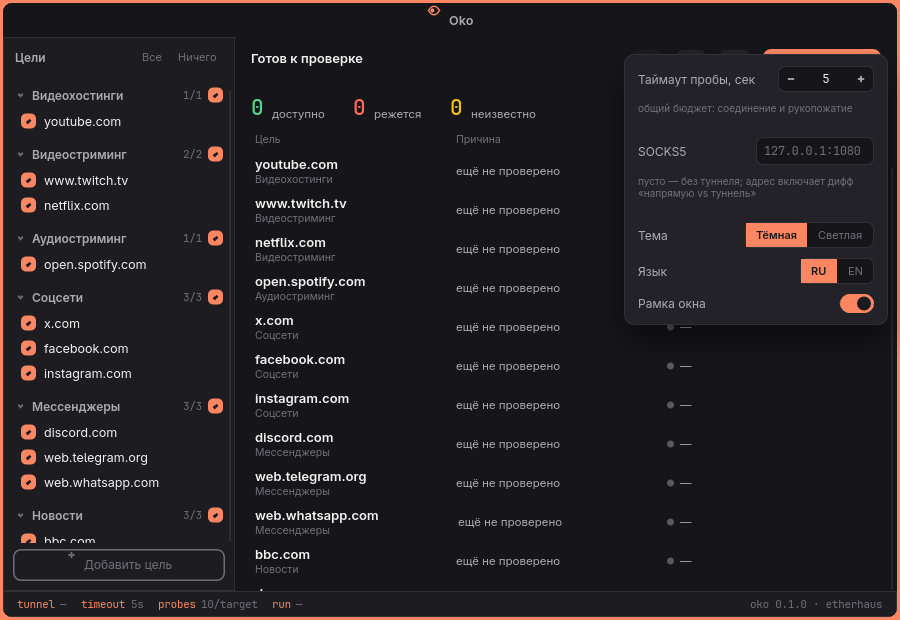 Oko
Цели
Все
Ничего
Видеохостинги 1/1
youtube.com
Видеостриминг 2/2
www.twitch.tv
netflix.com
Аудиостриминг 1/1
open.spotify.com
Соцсети 3/3
x.com
facebook.com
instagram.com
Мессенджеры 3/3
discord.com
web.telegram.org
web.whatsapp.com
Новости 3/3
bbc.com
+ Добавить цель
Готов к проверке
0 доступно
0 режется
0 неизвестно
Цель Причина
youtube.com
Видеохостинги
ещё не проверено
www.twitch.tv
Видеостриминг
ещё не проверено
netflix.com
Видеостриминг
ещё не проверено
open.spotify.com
Аудиостриминг
ещё не проверено
x.com
Соцсети
ещё не проверено
—
facebook.com
Соцсети
ещё не проверено
—
instagram.com
Соцсети
ещё не проверено
—
discord.com
Мессенджеры
ещё не проверено
—
web.telegram.org
Мессенджеры
ещё не проверено
—
web.whatsapp.com
Мессенджеры
ещё не проверено
—
bbc.com
Новости
ещё не проверено
—
Таймаут пробы, сек − 5 +
общий бюджет: соединение и рукопожатие
SOCKS5 127.0.0.1:1080
пусто — без туннеля; адрес включает дифф
«напрямую vs туннель»
Тема Тёмная Светлая
Язык RU EN
Рамка окна
tunnel — timeout 5s probes 10/target run —
oko 0.1.0 · etherhaus